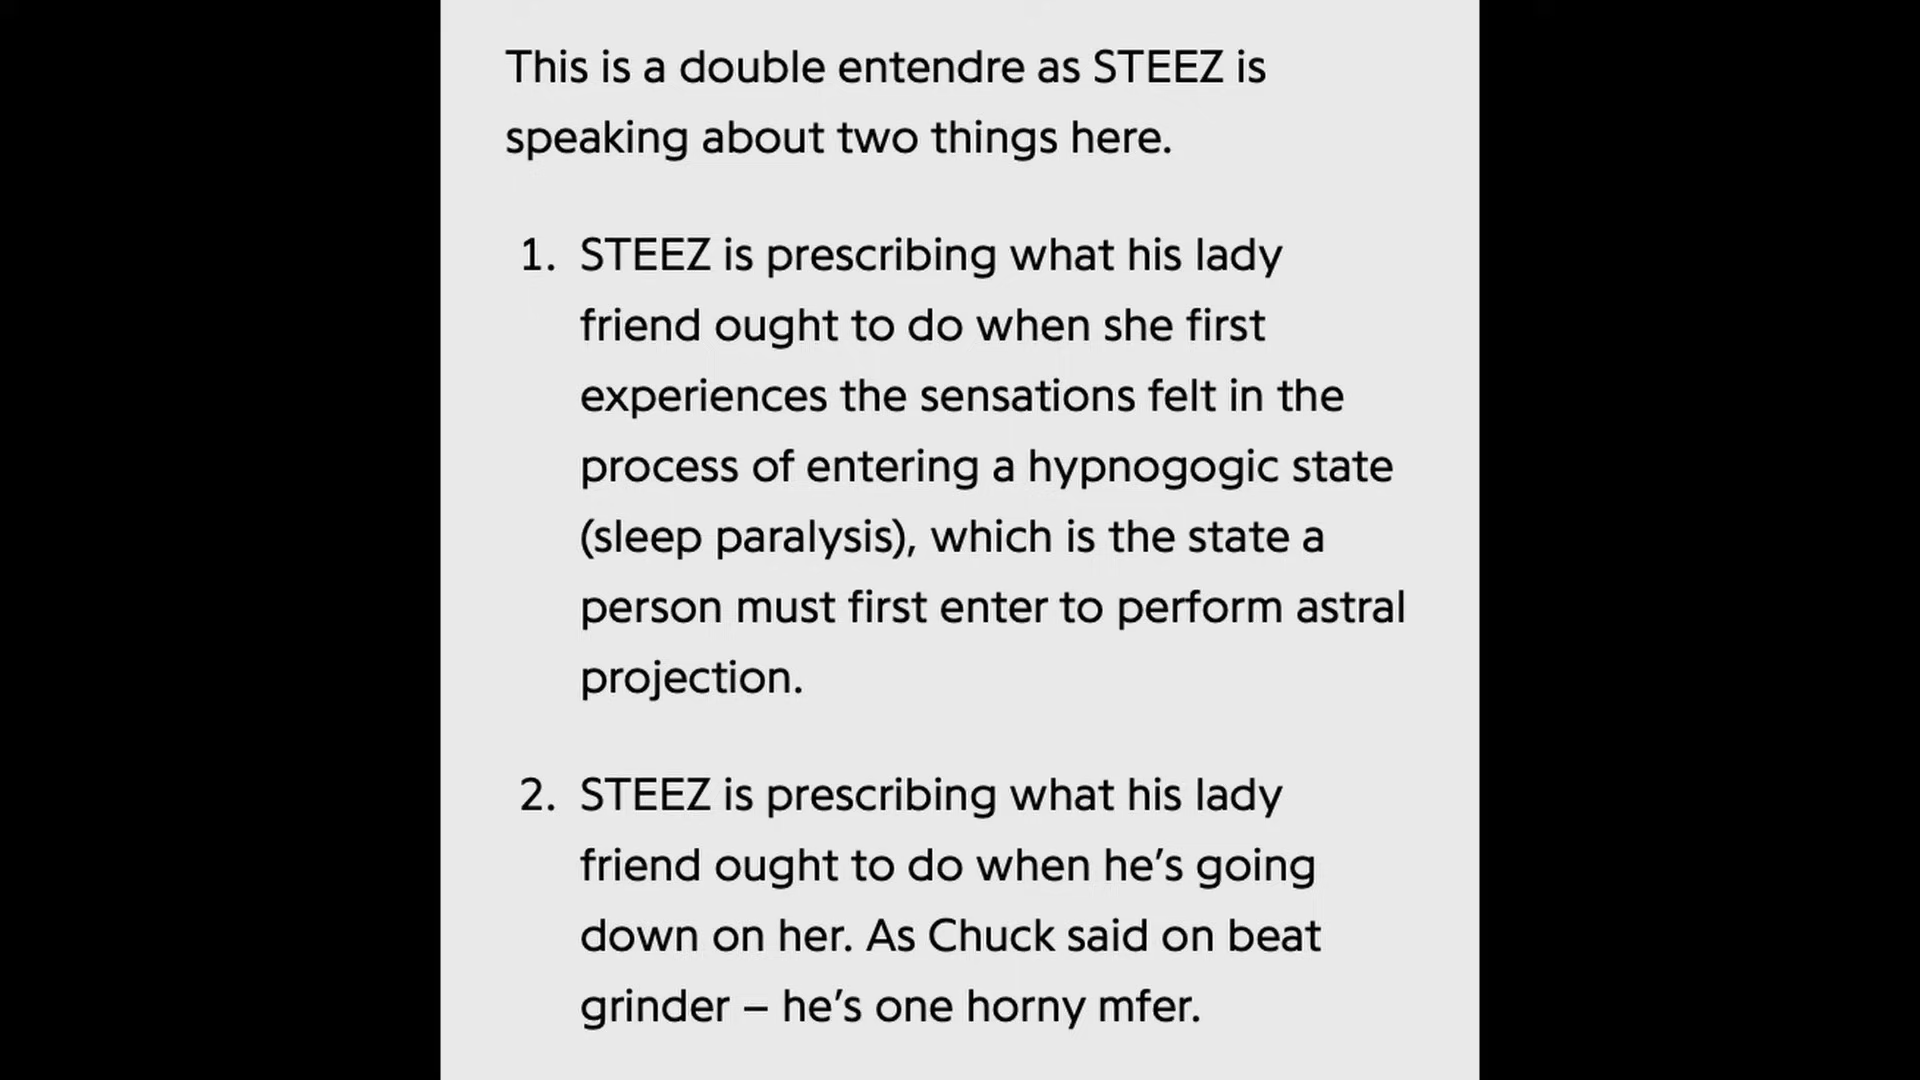 This is a double entendre as STEEZ is
speaking about two things here.
1. STEEZ is prescribing what his lady
friend ought to do when she first
experiences the sensations felt in the
process of entering a hypnogogic state
(sleep paralysis), which is the state a
person must first enter to perform astral
projection.
2. STEEZ is prescribing what his lady
friend ought to do when he’s going
down on her. As Chuck said on beat
grinder – he’s one horny mfer.